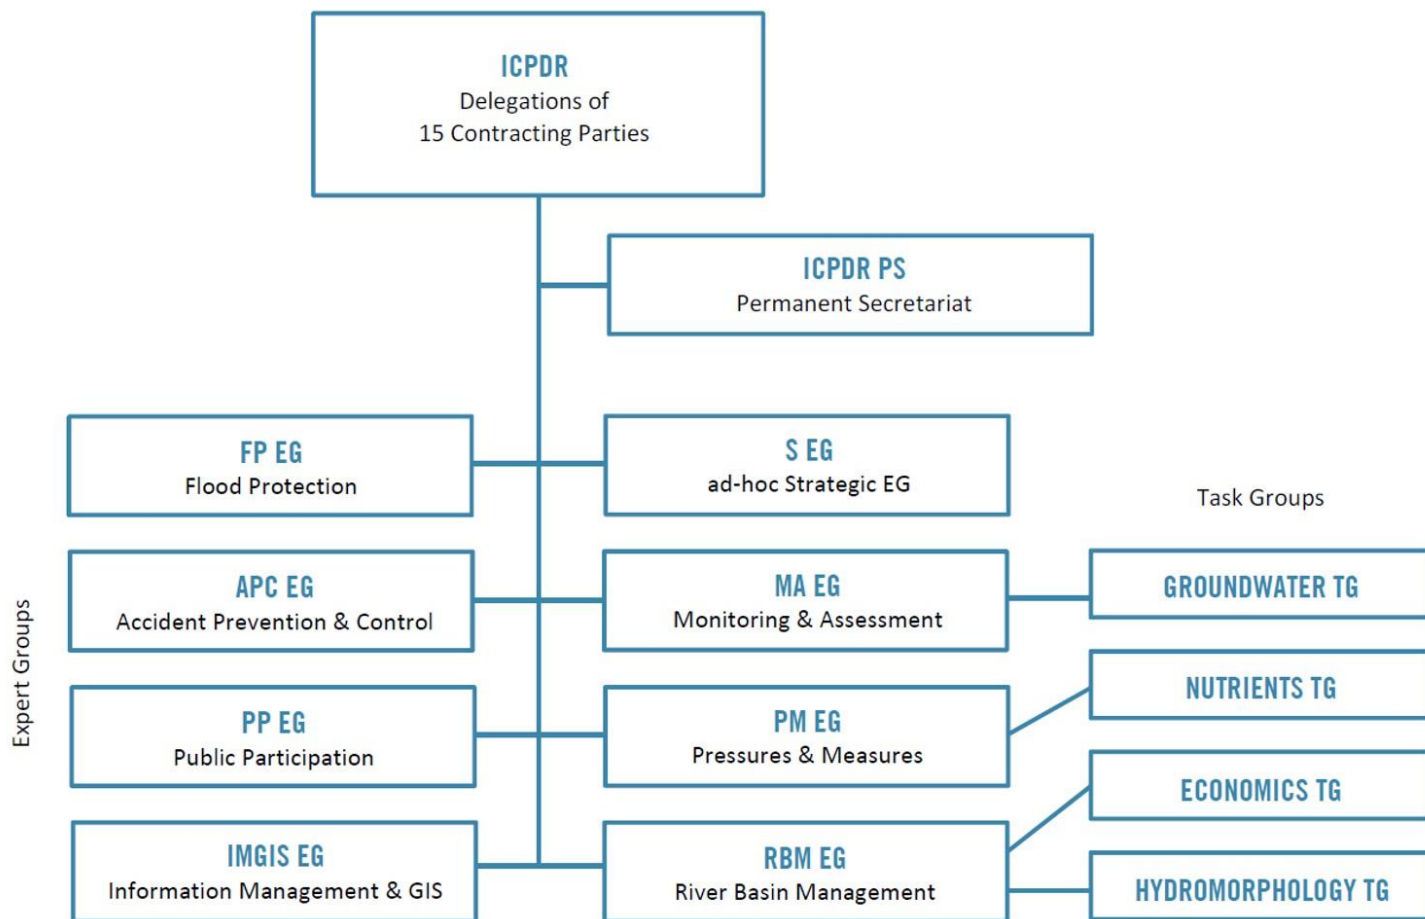 ICPDR
Delegations of
15 Contracting Parties
ICPDR PS
Permanent Secretariat
FP EG
Flood Protection
S EG
ad-hoc Strategic EG
Task Groups
APC EG
Accident Prevention & Control
MA EG
Monitoring & Assessment
GROUNDWATER TG
Expert Groups
PP EG
Public Participation
PM EG
Pressures & Measures
NUTRIENTS TG
ECONOMICS TG
IMGIS EG
Information Management & GIS
RBM EG
River Basin Management
HYDROMORPHOLOGY TG